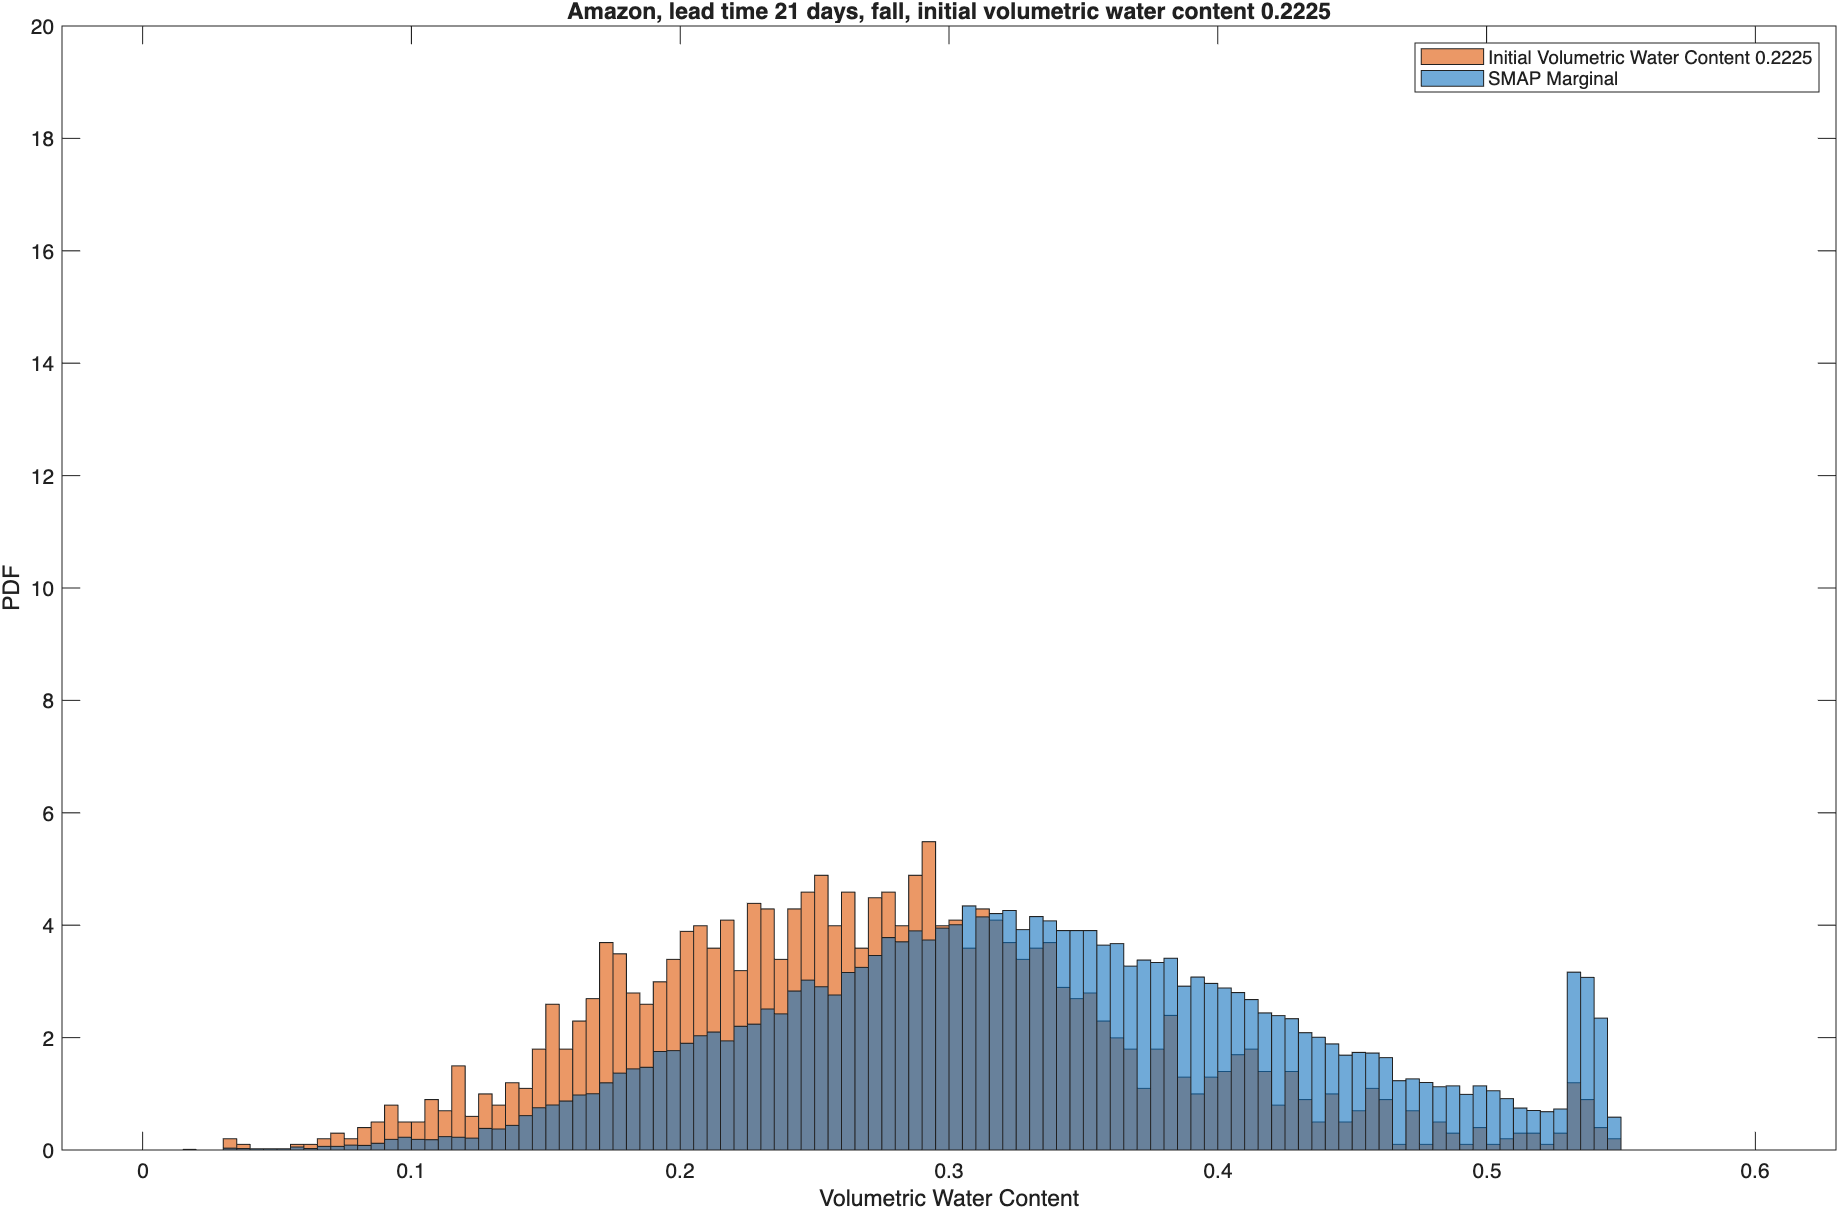 Amazon, lead time 21 days, fall, initial volumetric water content 0.2225
20
18
16
14
12
10
8
6
4
2
0
PDF
Initial Volumetric Water Content 0.2225
SMAP Marginal
0 0.1 0.2 0.3 0.4 0.5 0.6
Volumetric Water Content